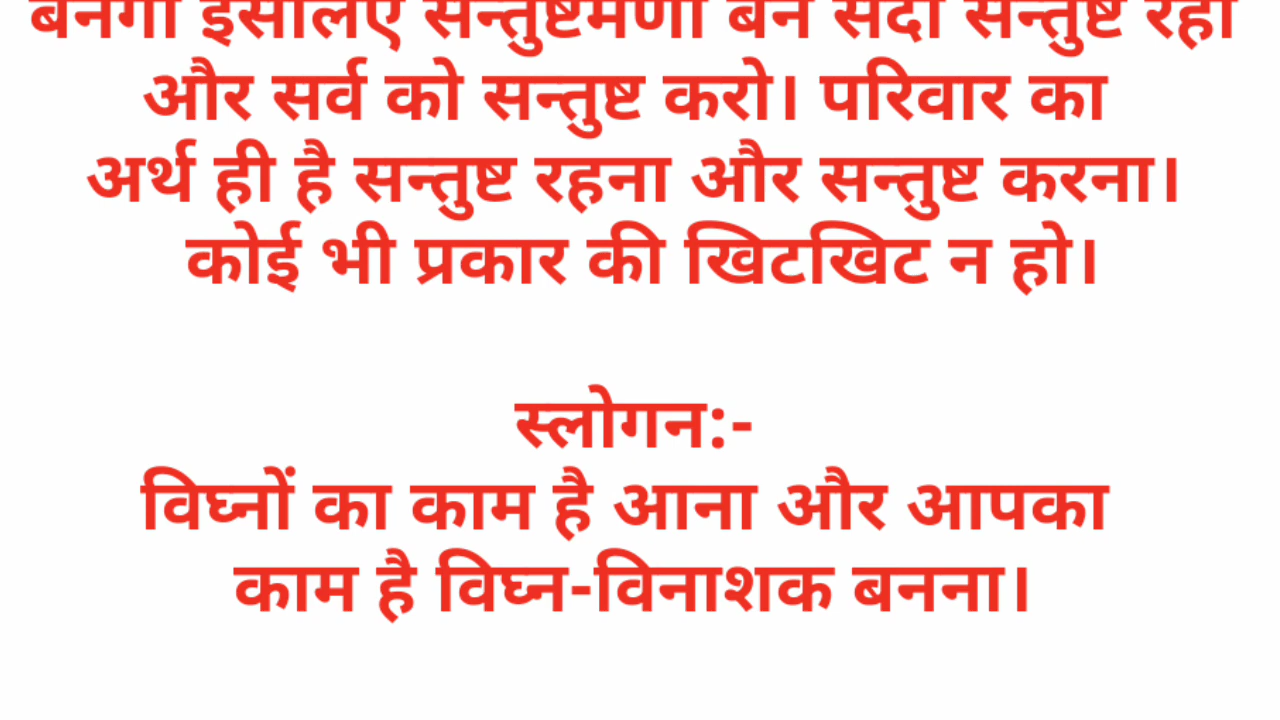 बनेगी इसलिए सन्तुष्टमणी बन सदा सन्तुष्ट रहो
और सर्व को सन्तुष्ट करो। परिवार का
अर्थ ही है सन्तुष्ट रहना और सन्तुष्ट करना।
कोई भी प्रकार की खिटखिट न हो।
स्लोगन:-
विघ्नों का काम है आना और आपका
काम है विघ्न-विनाशक बनना।